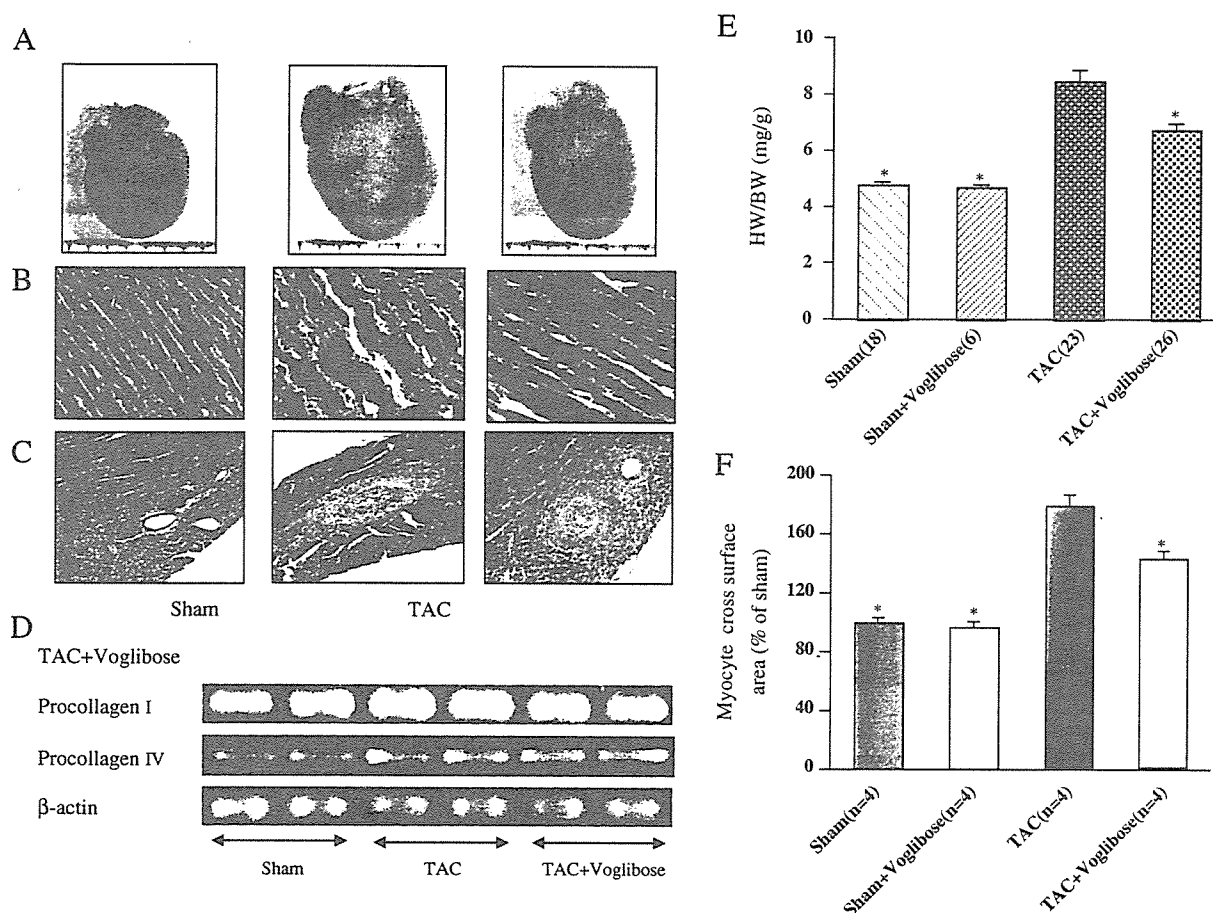 A
B
C
Sham
TAC
D
TAC+Voglibose
Procollagen I
Procollagen IV
β-actin
Sham
TAC
TAC+Voglibose
E
HW/BW (mg/g)
10
8
6
4
2
0
*
*
*
Sham(18)
Sham+Voglibose(6)
TAC(23)
TAC+Voglibose(26)
F
Myocyte cross surface
area (% of sham)
200
160
120
80
40
0
*
*
*
Sham(n=4)
Sham+Voglibose(n=4)
TAC(n=4)
TAC+Voglibose(n=4)